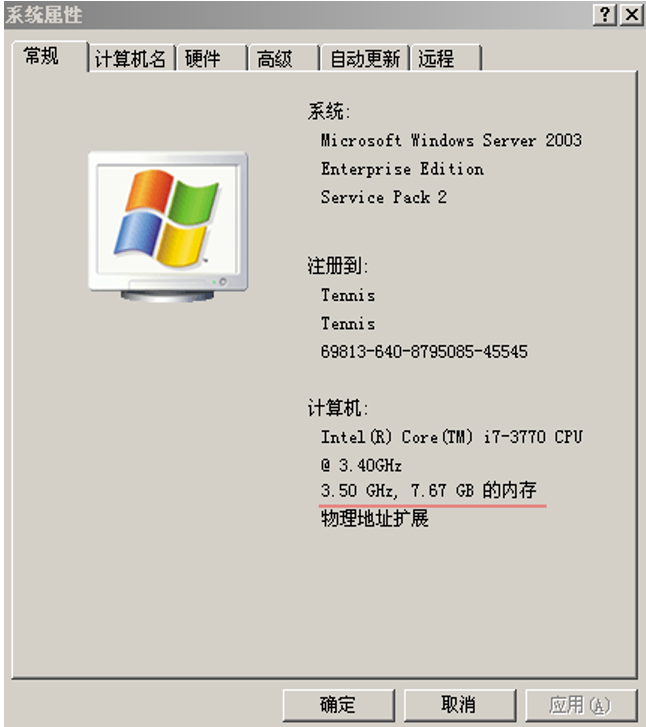 系统属性
常规 计算机名 硬件 高级 自动更新 远程
系统:
Microsoft Windows Server 2003
Enterprise Edition
Service Pack 2
注册到:
Tennis
Tennis
69813-640-8795085-45545
计算机:
Intel(R) Core(TM) i7-3770 CPU
@ 3.40GHz
3.50 GHz, 7.67 GB 的内存
物理地址扩展
确定 取消 应用(A)